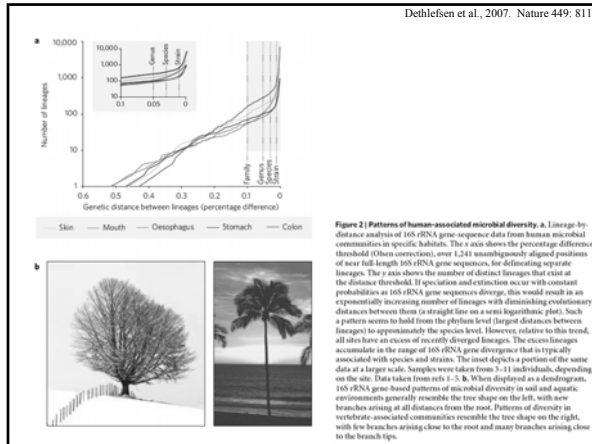 Dethlefsen et al., 2007. Nature 449: 811
a
10,000
1,000
100
1
Number of lineages
10,000
1,000
100
10
0.1
0.05
0
Genus
Species
Strain
Family
Genus
Species
Strain
0.6
0.5
0.4
0.3
0.2
0.1
0
Genetic distance between lineages (percentage difference)
Skin
Mouth
Oesophagus
Stomach
Colon
b
Figure 2 | Patterns of human-associated microbial diversity. a, Lineage-by-
distance analysis of 16S rRNA gene-sequence data from human microbial
communities in specific habitats. The x axis shows the percentage difference
threshold (Olsen correction), over 1,241 unambiguously aligned positions
of near full-length 16S rRNA gene sequences, for delineating separate
lineages. The y axis shows the number of distinct lineages that exist at
the distance threshold. If speciation and extinction occur with constant
probabilities as 16S rRNA gene sequences diverge, this would result in an
exponentially increasing number of lineages with diminishing evolutionary
distances between them (a straight line on a semi logarithmic plot). Such
a pattern seems to hold from the phylum level (largest distances between
lineages) to approximately the species level. However, relative to this trend,
all sites have an excess of recently diverged lineages. The excess lineages
accumulate in the range of 16S rRNA gene divergence that is typically
associated with species and strains. The inset depicts a portion of the same
data at a larger scale. Samples were taken from 3–11 individuals, depending
on the site. Data taken from refs 1–5. b, When displayed as a dendrogram,
16S rRNA gene-based patterns of microbial diversity in soil and aquatic
environments generally resemble the tree shape on the left, with new
branches arising at all distances from the root. Patterns of diversity in
vertebrate-associated communities resemble the tree shape on the right,
with few branches arising close to the root and many branches arising close
to the branch tips.